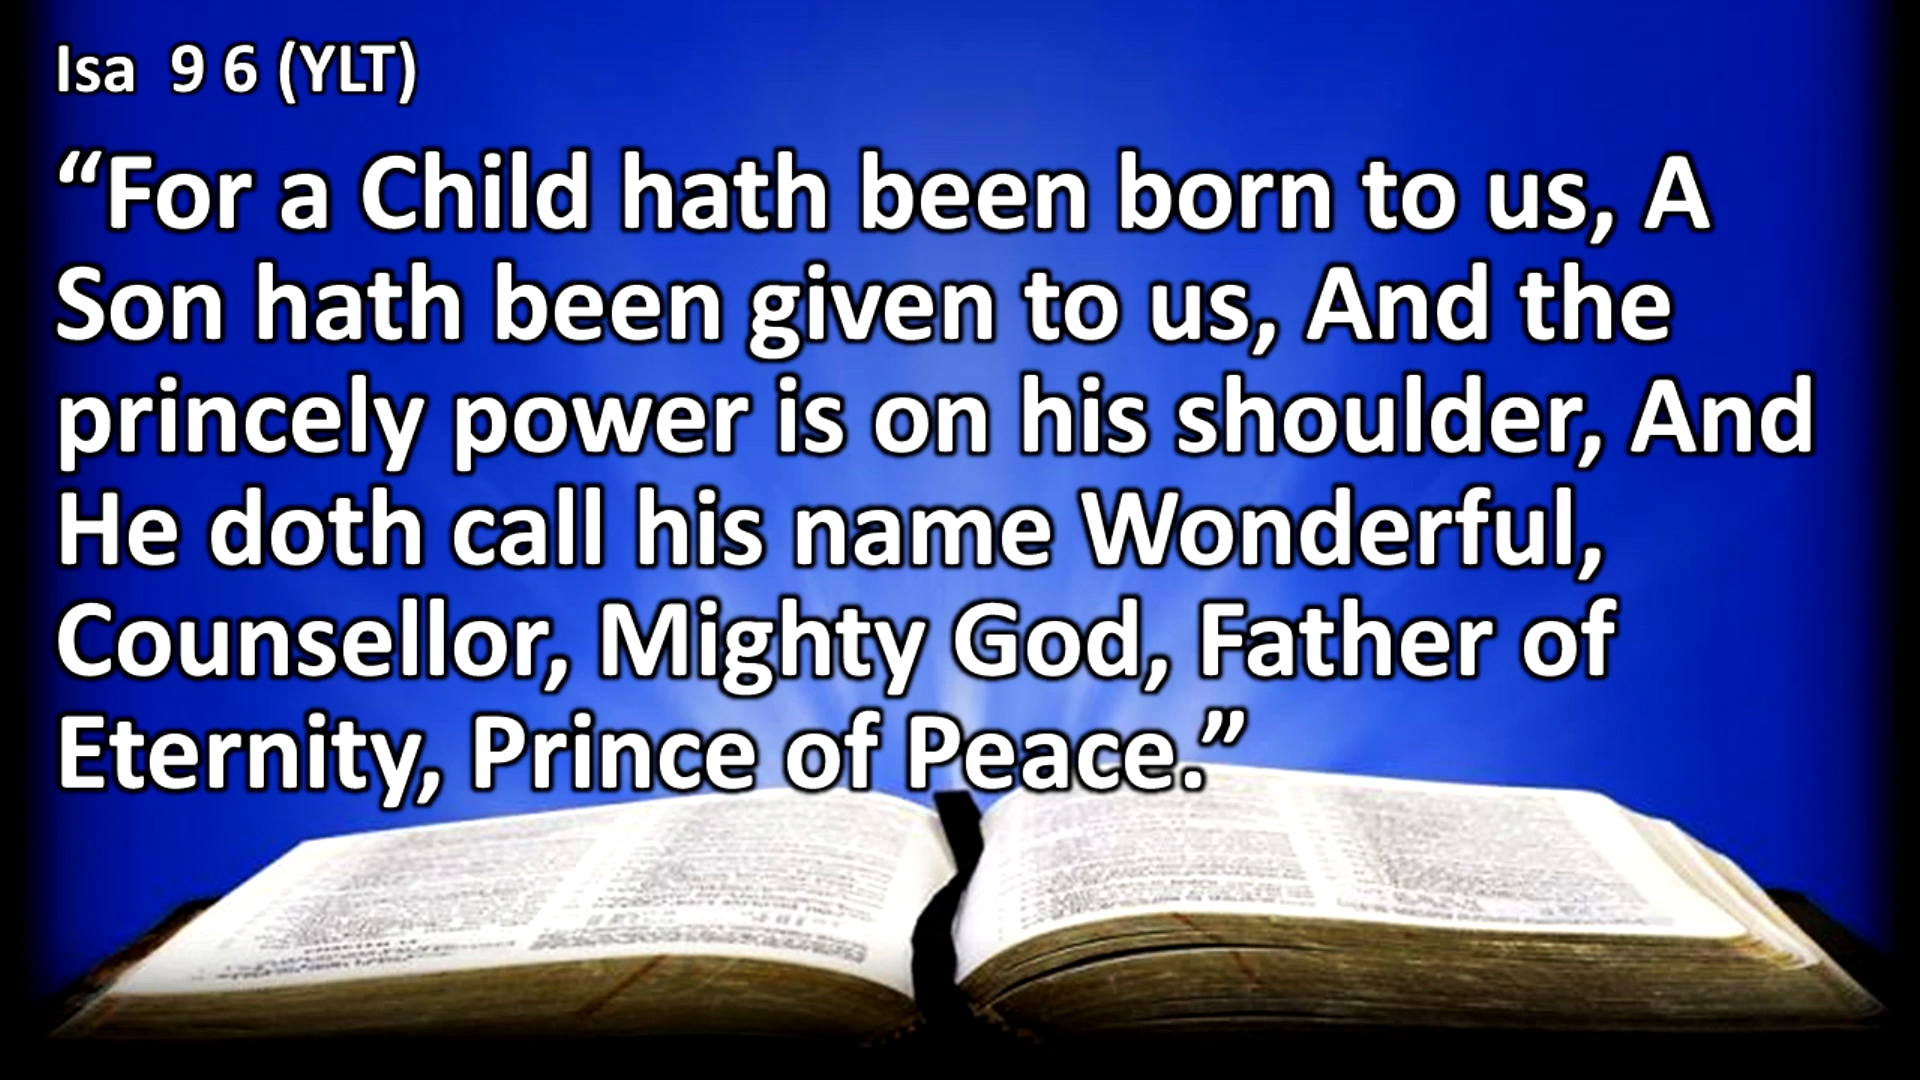 Isa  9 6 (YLT)
“For a Child hath been born to us, A
Son hath been given to us, And the
princely power is on his shoulder, And
He doth call his name Wonderful,
Counsellor, Mighty God, Father of
Eternity, Prince of Peace.”